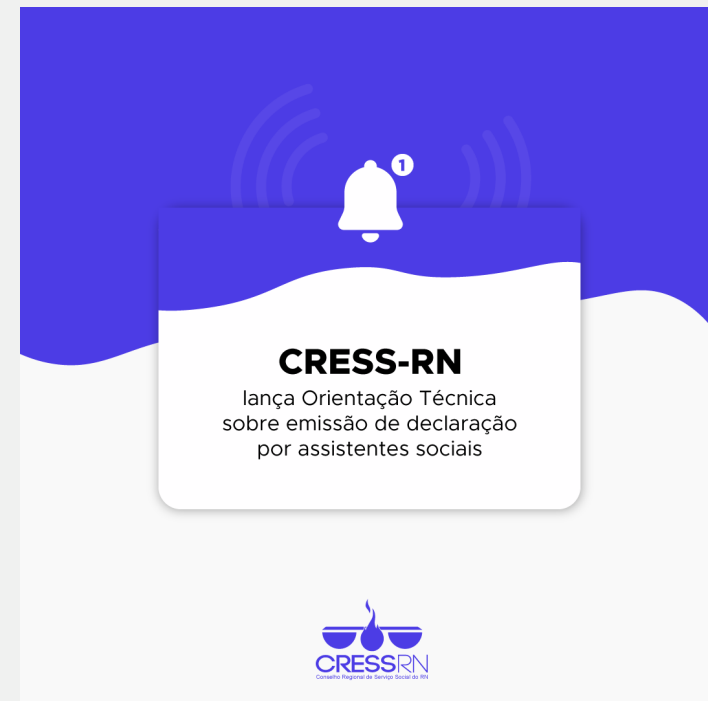 1
CRESS-RN
lança Orientação Técnica
sobre emissão de declaração
por assistentes sociais
CRESSRN
Conselho Regional de Serviço Social do RN